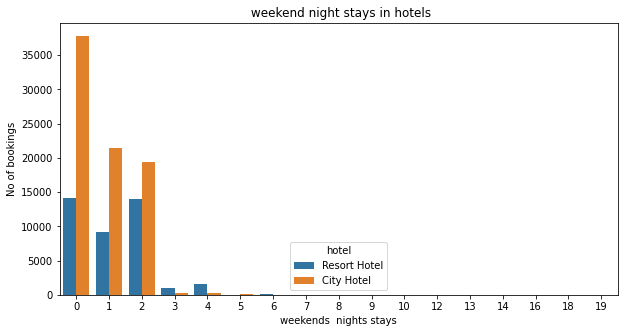 weekend night stays in hotels
No of bookings
35000
30000
25000
20000
15000
10000
5000
0
hotel
Resort Hotel
City Hotel
0 1 2 3 4 5 6 7 8 9 10 12 13 14 16 18 19
weekends  nights stays